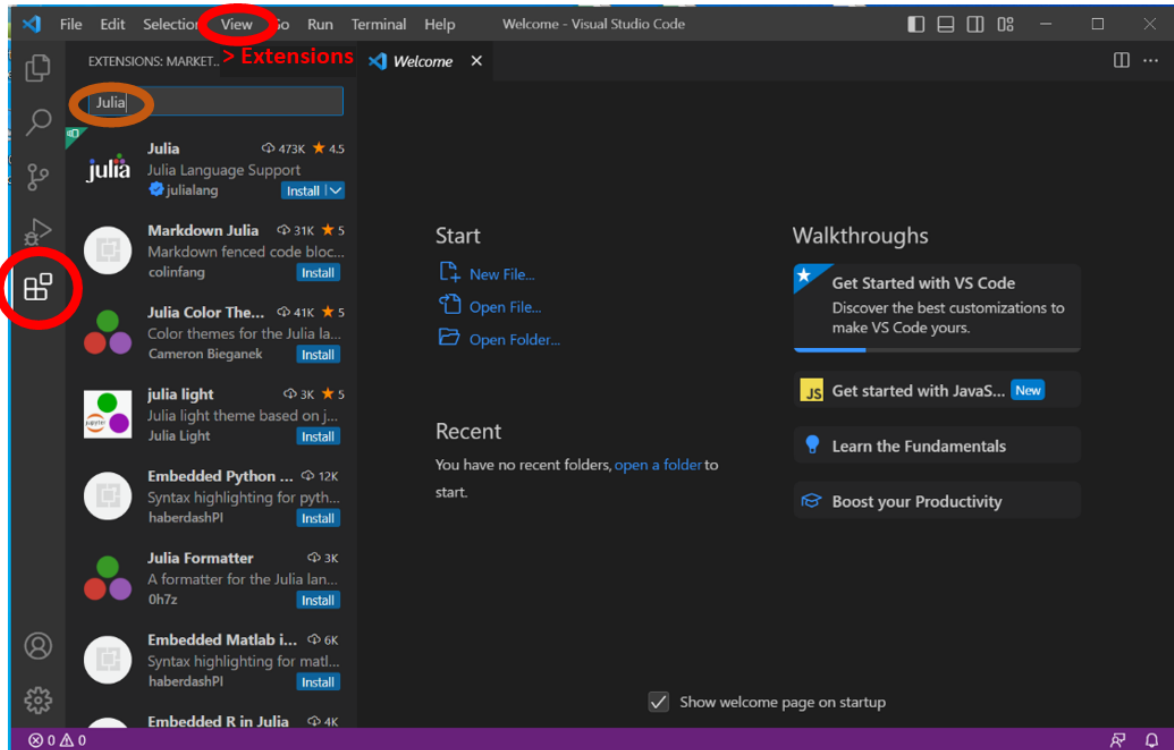 File Edit Selection View Go Run Terminal Help Welcome - Visual Studio Code
EXTENSIONS: MARKET... > Extensions Welcome
Julia
Julia 473K 4.5
julia Julia Language Support
julialang Install
Markdown Julia 31K 5
Markdown fenced code bloc...
colinfang Install
Julia Color The... 41K 5
Color themes for the Julia la...
Cameron Bieganek Install
julia light 3K 5
Julia light theme based on j...
Julia Light Install
Embedded Python ... 12K
Syntax highlighting for pyth...
haberdashPI Install
Julia Formatter 3K
A formatter for the Julia lan...
0h7z Install
Embedded Matlab i... 6K
Syntax highlighting for matl...
haberdashPI Install
Embedded R in Julia 4K
Start
New File...
Open File...
Open Folder...
Recent
You have no recent folders, open a folder to
start.
Walkthroughs
Get Started with VS Code
Discover the best customizations to
make VS Code yours.
JS Get started with JavaS... New
Learn the Fundamentals
Boost your Productivity
Show welcome page on startup
0 0